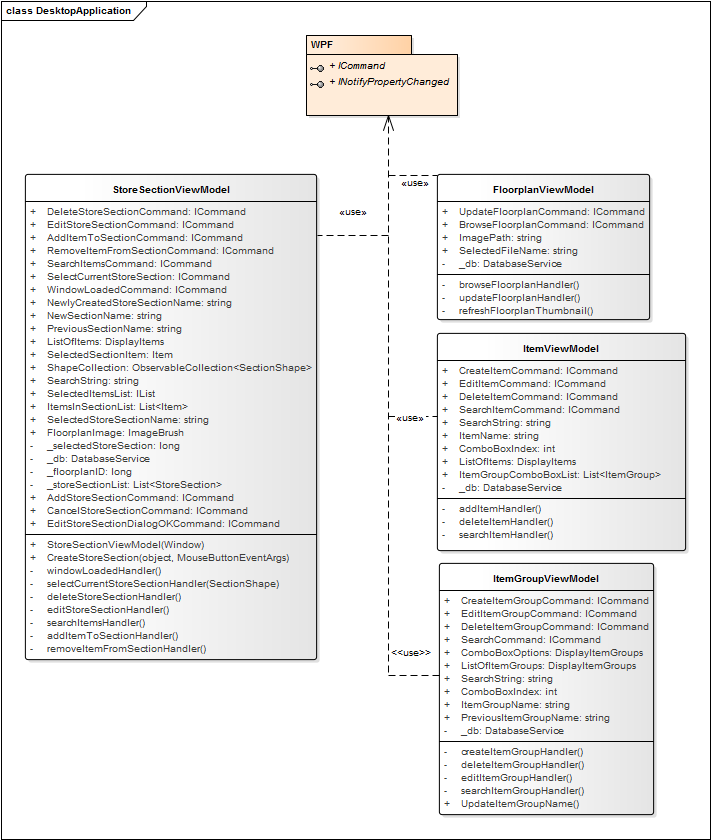 class DesktopApplication
WPF
+ ICommand
+ INotifyPropertyChanged
«use»
«use»
«use»
<<use>>
StoreSectionViewModel
+ DeleteStoreSectionCommand: ICommand
+ EditStoreSectionCommand: ICommand
+ AddItemToSectionCommand: ICommand
+ RemoveItemFromSectionCommand: ICommand
+ SearchItemsCommand: ICommand
+ SelectCurrentStoreSection: ICommand
+ WindowLoadedCommand: ICommand
+ NewlyCreatedStoreSectionName: string
+ NewSectionName: string
+ PreviousSectionName: string
+ ListOfItems: DisplayItems
+ SelectedSectionItem: Item
+ ShapeCollection: ObservableCollection<SectionShape>
+ SearchString: string
+ SelectedItemsList: IList
+ ItemsInSectionList: List<Item>
+ SelectedStoreSectionName: string
+ FloorplanImage: ImageBrush
- _selectedStoreSection: long
- _db: DatabaseService
- _floorplanID: long
- _storeSectionList: List<StoreSection>
+ AddStoreSectionCommand: ICommand
+ CancelStoreSectionCommand: ICommand
+ EditStoreSectionDialogOKCommand: ICommand
+ StoreSectionViewModel(Window)
+ CreateStoreSection(object, MouseButtonEventArgs)
- windowLoadedHandler()
- selectCurrentStoreSectionHandler(SectionShape)
- deleteStoreSectionHandler()
- editStoreSectionHandler()
- searchItemsHandler()
- addItemToSectionHandler()
- removeItemFromSectionHandler()
FloorplanViewModel
+ UpdateFloorplanCommand: ICommand
+ BrowseFloorplanCommand: ICommand
+ ImagePath: string
+ SelectedFileName: string
- _db: DatabaseService
- browseFloorplanHandler()
- updateFloorplanHandler()
- refreshFloorplanThumbnail()
ItemViewModel
+ CreateItemCommand: ICommand
+ EditItemCommand: ICommand
+ DeleteItemCommand: ICommand
+ SearchItemCommand: ICommand
+ SearchString: string
+ ItemName: string
+ ComboBoxIndex: int
+ ListOfItems: DisplayItems
+ ItemGroupComboBoxList: List<ItemGroup>
- _db: DatabaseService
- addItemHandler()
- deleteItemHandler()
- searchItemHandler()
ItemGroupViewModel
+ CreateItemGroupCommand: ICommand
+ EditItemGroupCommand: ICommand
+ DeleteItemGroupCommand: ICommand
+ SearchCommand: ICommand
+ ComboBoxOptions: DisplayItemGroups
+ ListOfItemGroups: DisplayItemGroups
+ SearchString: string
+ ComboBoxIndex: int
+ ItemGroupName: string
+ PreviousItemGroupName: string
- _db: DatabaseService
- createItemGroupHandler()
- deleteItemGroupHandler()
- editItemGroupHandler()
- searchItemGroupHandler()
+ UpdateItemGroupName()